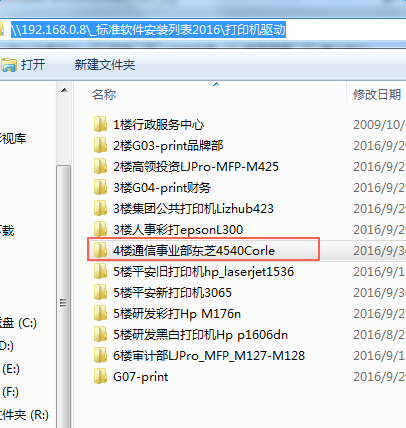 \\192.168.0.8\_标准软件安装列表2016\打印机驱动
打开 新建文件夹
名称 修改日期
1楼行政服务中心 2009/10/
2楼G03-print品牌部 2016/9/2
2楼高领投资LJPro-MFP-M425 2016/9/2
3楼G04-print财务 2016/9/2
3楼集团公共打印机Lizhub423 2016/9/2
3楼人事彩打epsonL300 2016/9/2
4楼通信事业部东芝4540Corle 2016/9/3
5楼平安旧打印机hp_laserjet1536 2016/9/2
5楼平安新打印机3065 2016/9/2
5楼研发彩打Hp M176n 2016/9/2
5楼研发黑白打印机Hp p1606dn 2016/8/2
6楼审计部LJPro_MFP_M127-M128 2016/9/1
G07-print 2016/9/2
视库
下载
盘 (C:)
D:)
(E:)
(F:)
文件夹 (R:)